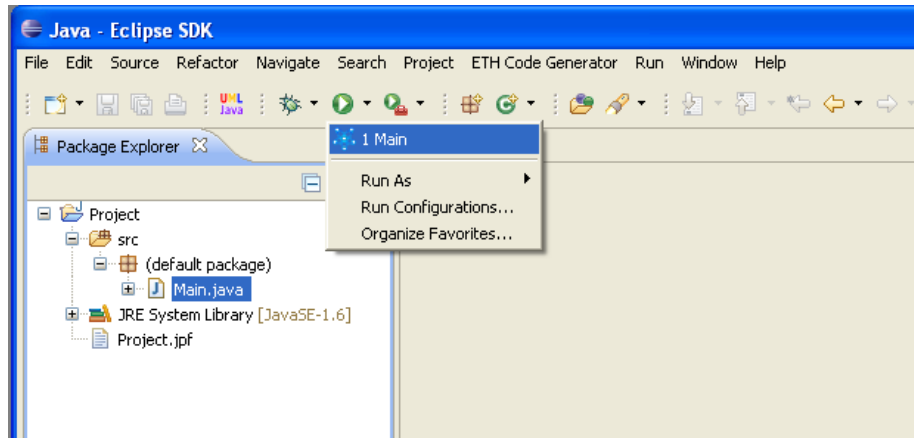 Java - Eclipse SDK
File Edit Source Refactor Navigate Search Project ETH Code Generator Run Window Help
UML
Java
Package Explorer
1 Main
Run As
Run Configurations...
Organize Favorites...
Project
src
(default package)
J Main.java
JRE System Library [JavaSE-1.6]
Project.jpf